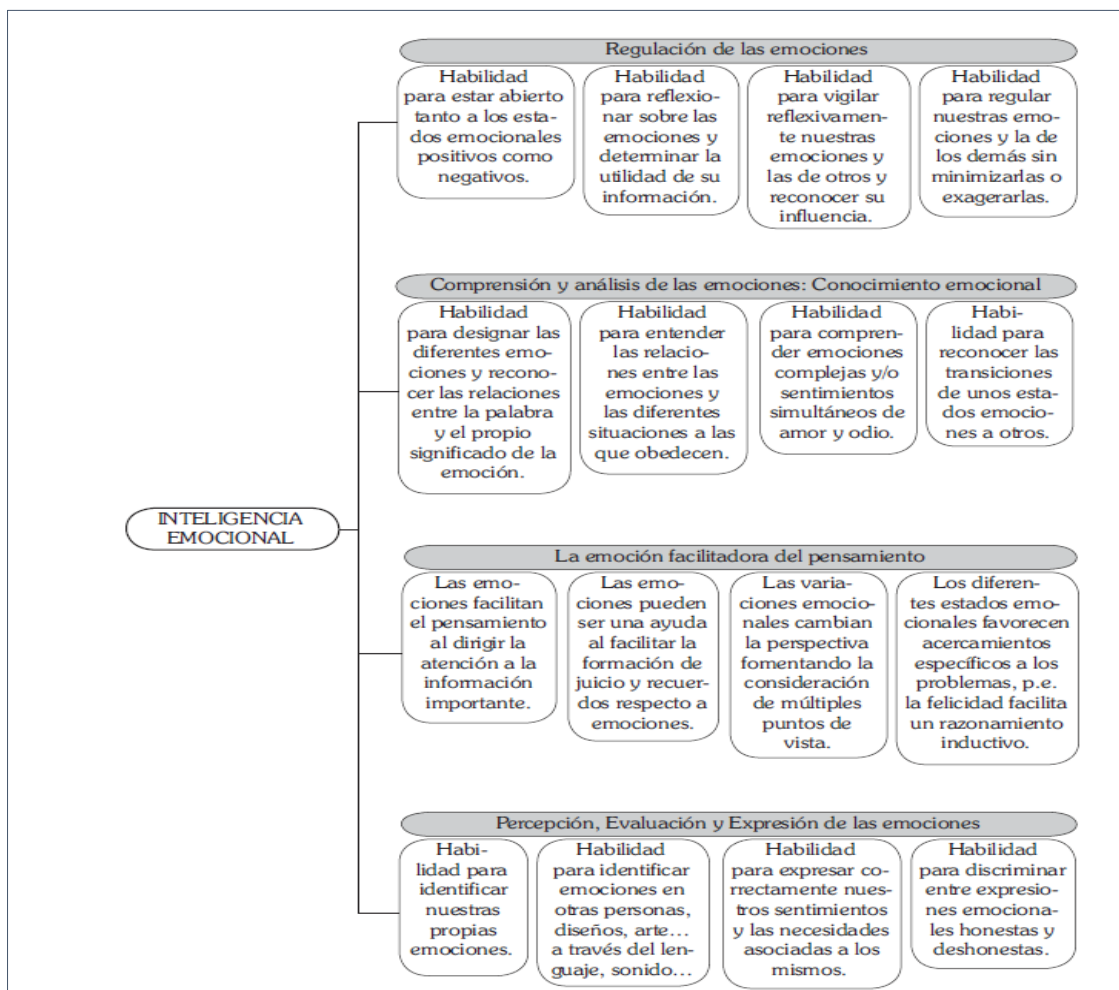 Regulación de las emociones
Habilidad
para estar abierto
tanto a los esta-
dos emocionales
positivos como
negativos.
Habilidad
para reflexio-
nar sobre las
emociones y
determinar la
utilidad de su
información.
Habilidad
para vigilar
reflexivamen-
te nuestras
emociones y
las de otros y
reconocer su
influencia.
Habilidad
para regular
nuestras emo-
ciones y la de
los demás sin
minimizarlas o
exagerarlas.
Comprensión y análisis de las emociones: Conocimiento emocional
Habilidad
para designar las
diferentes emo-
ciones y recono-
cer las relaciones
entre la palabra
y el propio
significado de la
emoción.
Habilidad
para entender
las relacio-
nes entre las
emociones y
las diferentes
situaciones a las
que obedecen.
Habilidad
para compren-
der emociones
complejas y/o
sentimientos
simultáneos de
amor y odio.
Habi-
lidad para
reconocer las
transiciones
de unos esta-
dos emocio-
nes a otros.
INTELIGENCIA
EMOCIONAL
La emoción facilitadora del pensamiento
Las emo-
ciones facilitan
el pensamiento
al dirigir la
atención a la
información
importante.
Las emo-
ciones pueden
ser una ayuda
al facilitar la
formación de
juicio y recuer-
dos respecto a
emociones.
Las varia-
ciones emocio-
nales cambian
la perspectiva
fomentando la
consideración
de múltiples
puntos de
vista.
Los diferen-
tes estados emo-
cionales favorecen
acercamientos
específicos a los
problemas, p.e.
la felicidad facilita
un razonamiento
inductivo.
Percepción, Evaluación y Expresión de las emociones
Habi-
lidad para
identificar
nuestras
propias
emociones.
Habilidad
para identificar
emociones en
otras personas,
diseños, arte…
a través del len-
guaje, sonido…
Habilidad
para expresar co-
rrectamente nues-
tros sentimientos
y las necesidades
asociadas a los
mismos.
Habilidad
para discriminar
entre expresio-
nes emociona-
les honestas y
deshonestas.